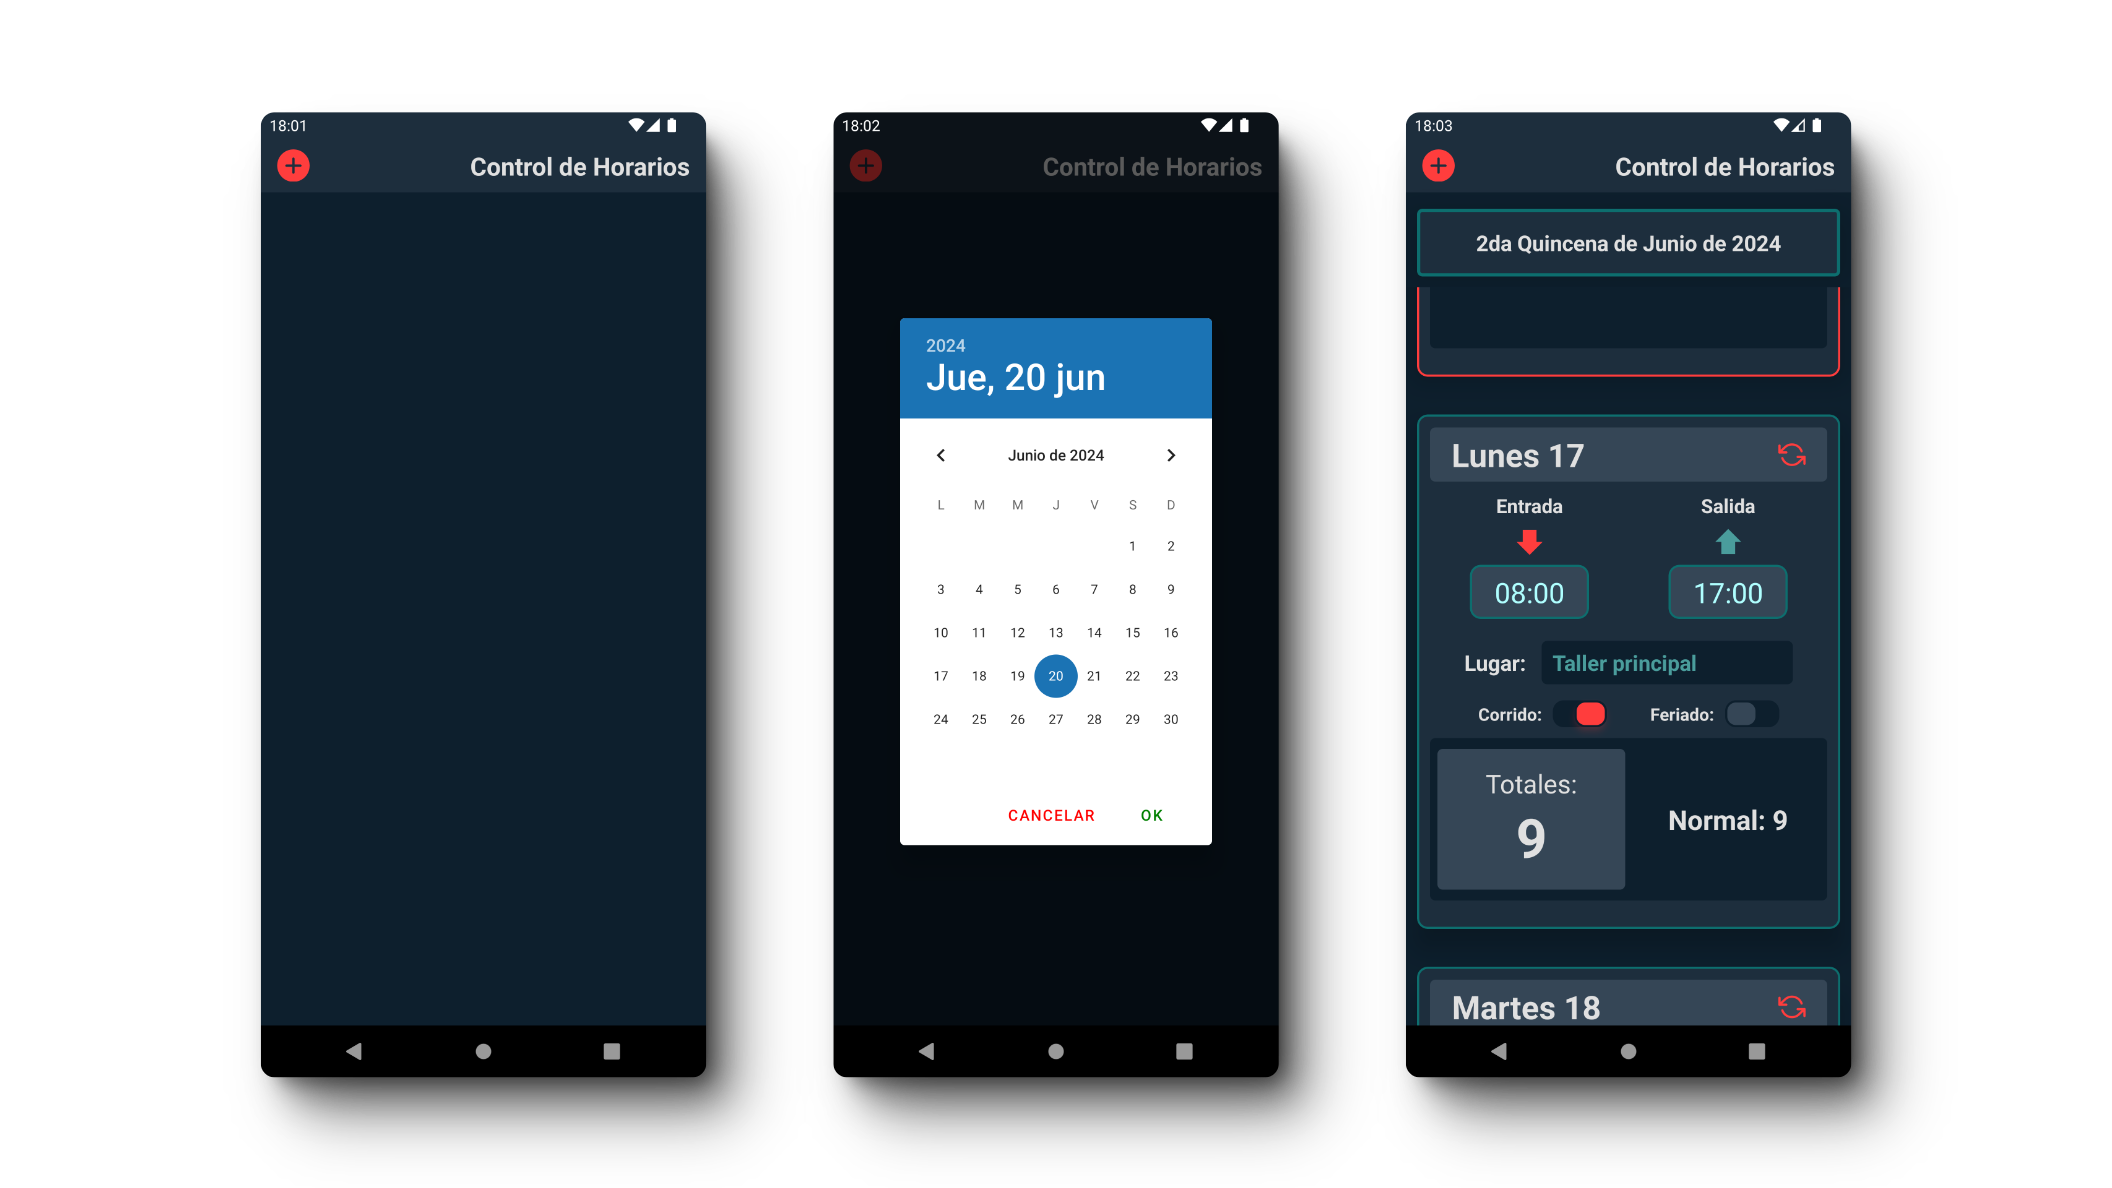 18:01
Control de Horarios
18:02
Control de Horarios
2024
Jue, 20 jun
Junio de 2024
L M M J V S D
1 2
3 4 5 6 7 8 9
10 11 12 13 14 15 16
17 18 19 20 21 22 23
24 25 26 27 28 29 30
CANCELAR OK
18:03
Control de Horarios
2da Quincena de Junio de 2024
Lunes 17
Entrada Salida
08:00 17:00
Lugar: Taller principal
Corrido: Feriado:
Totales:
9
Normal: 9
Martes 18